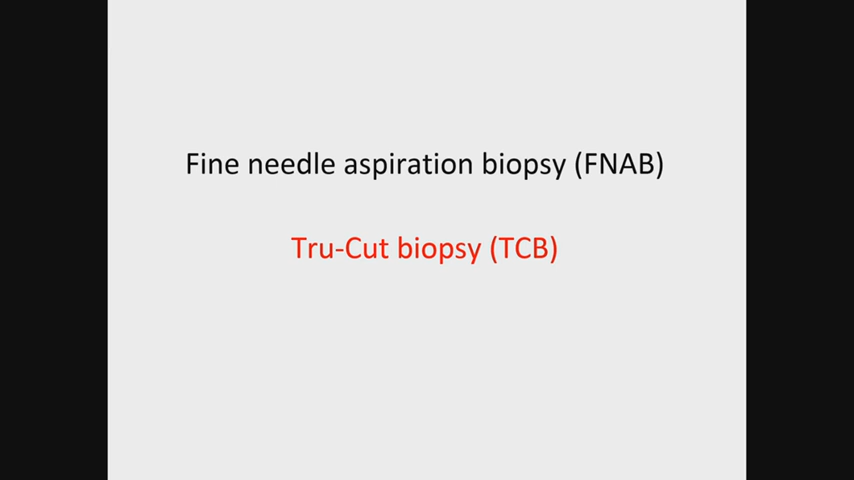 Fine needle aspiration biopsy (FNAB)
Tru-Cut biopsy (TCB)